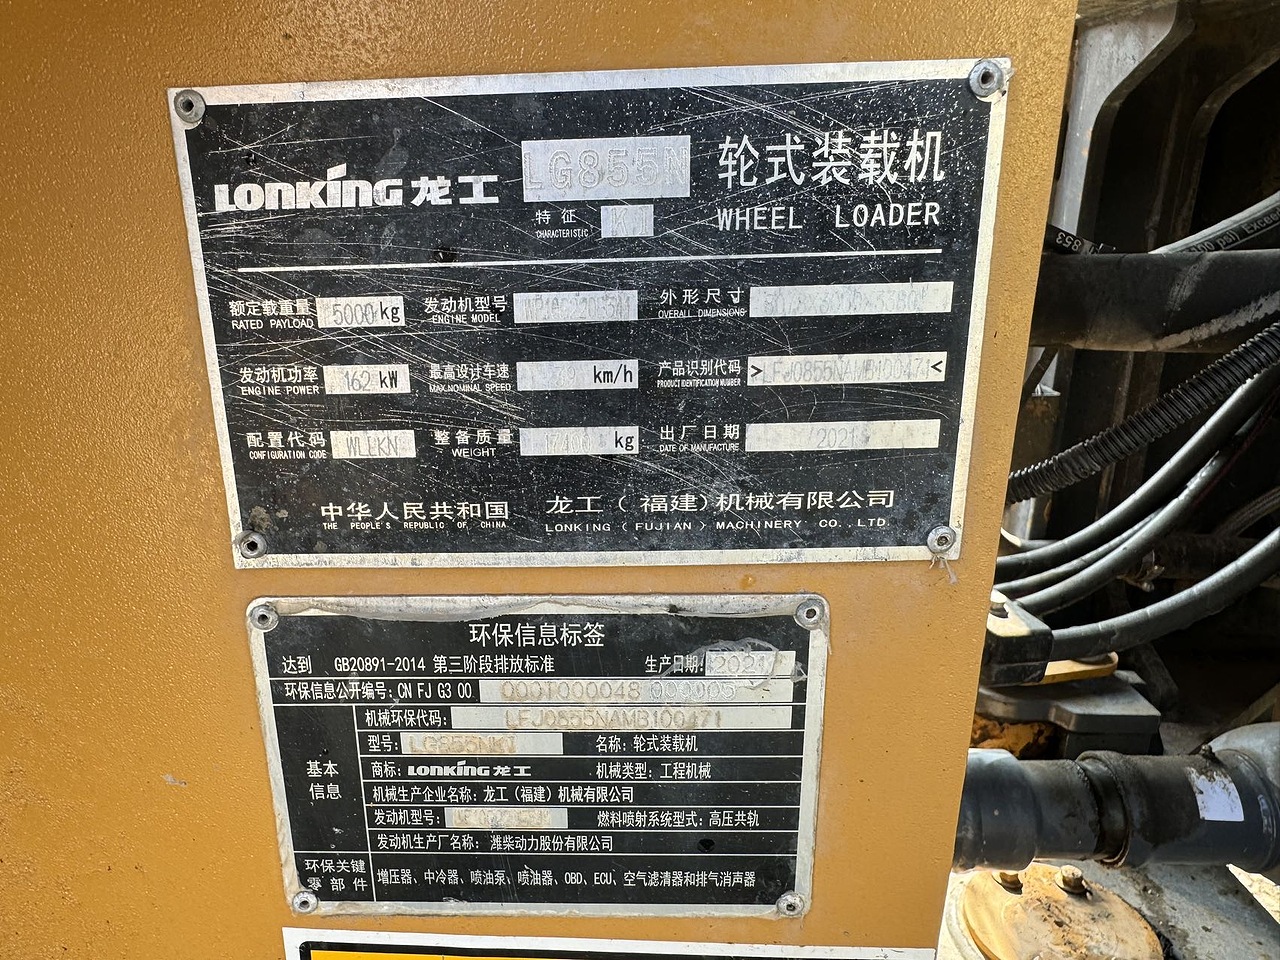 LONKING 龙工 LG855N 轮式装载机
特征 K
CHARACTERISTIC
WHEEL LOADER
额定载重量 5000 kg 发动机型号 外形尺寸
RATED PAYLOAD ENGINE MODEL OVERALL DIMENSIONS
发动机功率 162 kW 最高设计车速 km/h 产品识别代码 >LFJ0855NAMB100471<
ENGINE POWER MAX.NOMINAL SPEED PRODUCT IDENTIFICATION NUMBER
配置代码 WLLKN 整备质量 kg 出厂日期 2021
CONFIGURATION CODE WEIGHT DATE OF MANUFACTURE
中华人民共和国 龙工(福建)机械有限公司
THE PEOPLE'S REPUBLIC OF CHINA LONKING ( FUJIAN ) MACHINERY CO.,LTD.
环保信息标签
达到 GB20891-2014 第三阶段排放标准 生产日期: 2021
环保信息公开编号: CN FJ G3 00 0001000048 000005
基本信息
机械环保代码: LFJ0855NAMB100471
型号: 名称: 轮式装载机
商标: LONKING 龙工 机械类型: 工程机械
机械生产企业名称: 龙工(福建)机械有限公司
发动机型号: 燃料喷射系统型式: 高压共轨
发动机生产厂名称: 潍柴动力股份有限公司
环保关键零部件 增压器、中冷器、喷油泵、喷油器、OBD、ECU、空气滤清器和排气消声器
853